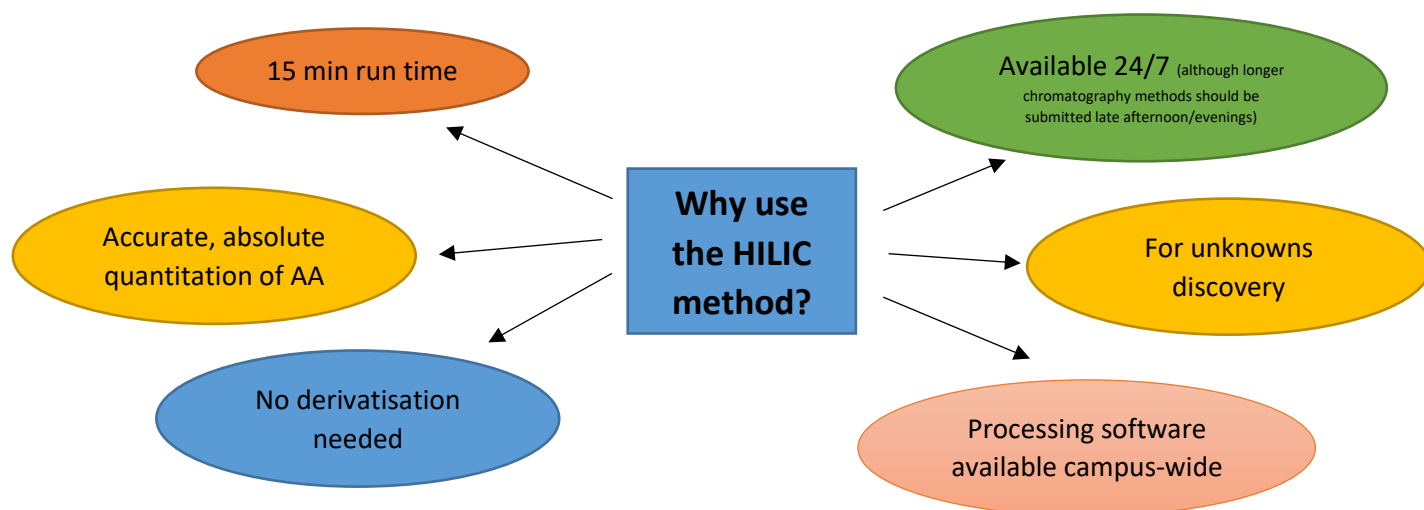 15 min run time
Available 24/7 (although longer
chromatography methods should be
submitted late afternoon/evenings)
Why use
the HILIC
method?
Accurate, absolute
quantitation of AA
For unknowns
discovery
No derivatisation
needed
Processing software
available campus-wide